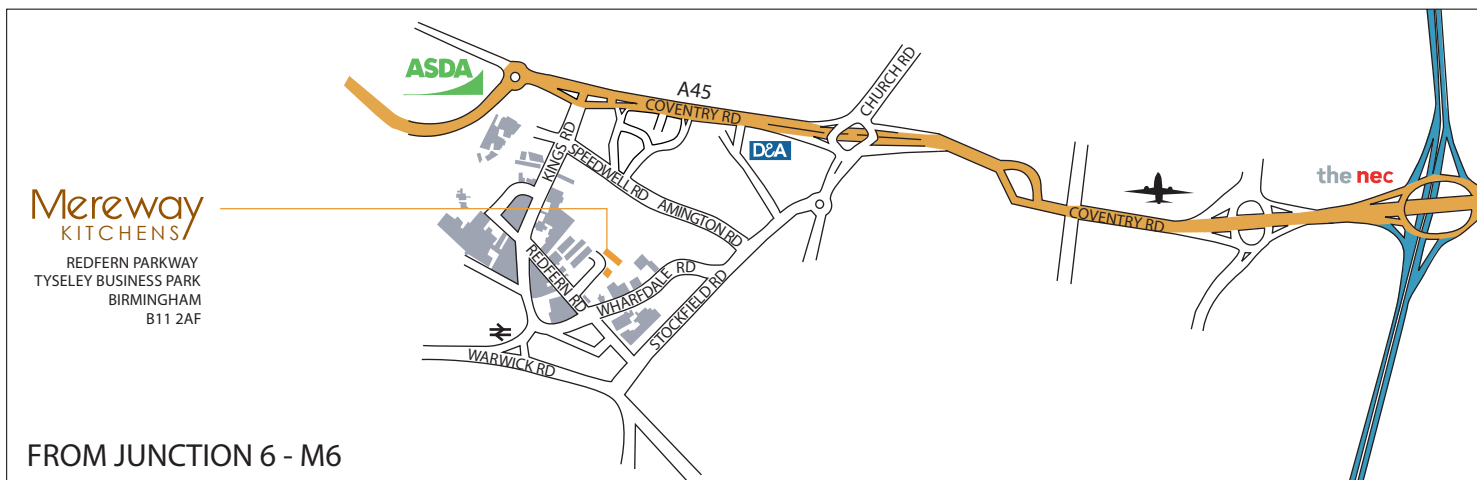 ASDA
A45
COVENTRY RD
CHURCH RD
KINGS RD
SPEEDWELL RD
D&A
the nec
Mereway
KITCHENS
REDFERN PARKWAY
TYSELEY BUSINESS PARK
BIRMINGHAM
B11 2AF
AMINGTON RD
COVENTRY RD
REDFERN RD
WHARFDALE RD
STOCKFIELD RD
WARWICK RD
FROM JUNCTION 6 - M6